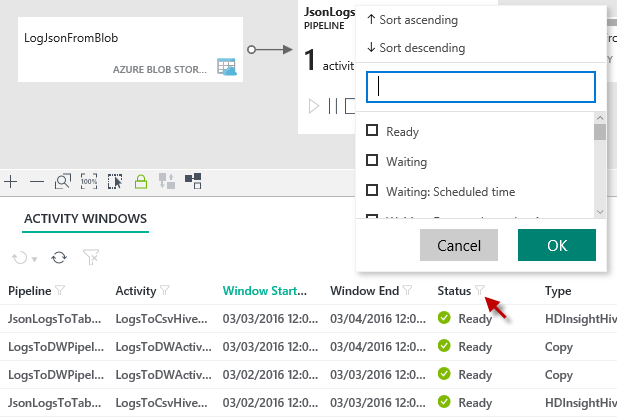 LogJsonFromBlob
AZURE BLOB STOR...
JsonLogs
PIPELINE
1 activi
Sort ascending
Sort descending
Ready
Waiting
Waiting: Scheduled time
Cancel
OK
100%
ACTIVITY WINDOWS
Pipeline Activity Window Start... Window End Status Type
JsonLogsToTab... LogsToCsvHive... 03/03/2016 12:0... 03/04/2016 12:0... Ready HDInsightHiv
LogsToDWPipel... LogsToDWActiv... 03/03/2016 12:0... 03/04/2016 12:0... Ready Copy
LogsToDWPipel... LogsToDWActiv... 03/02/2016 12:0... 03/03/2016 12:0... Ready Copy
JsonLogsToTab... LogsToCsvHive... 03/02/2016 12:0... 03/03/2016 12:0... Ready HDInsightHiv